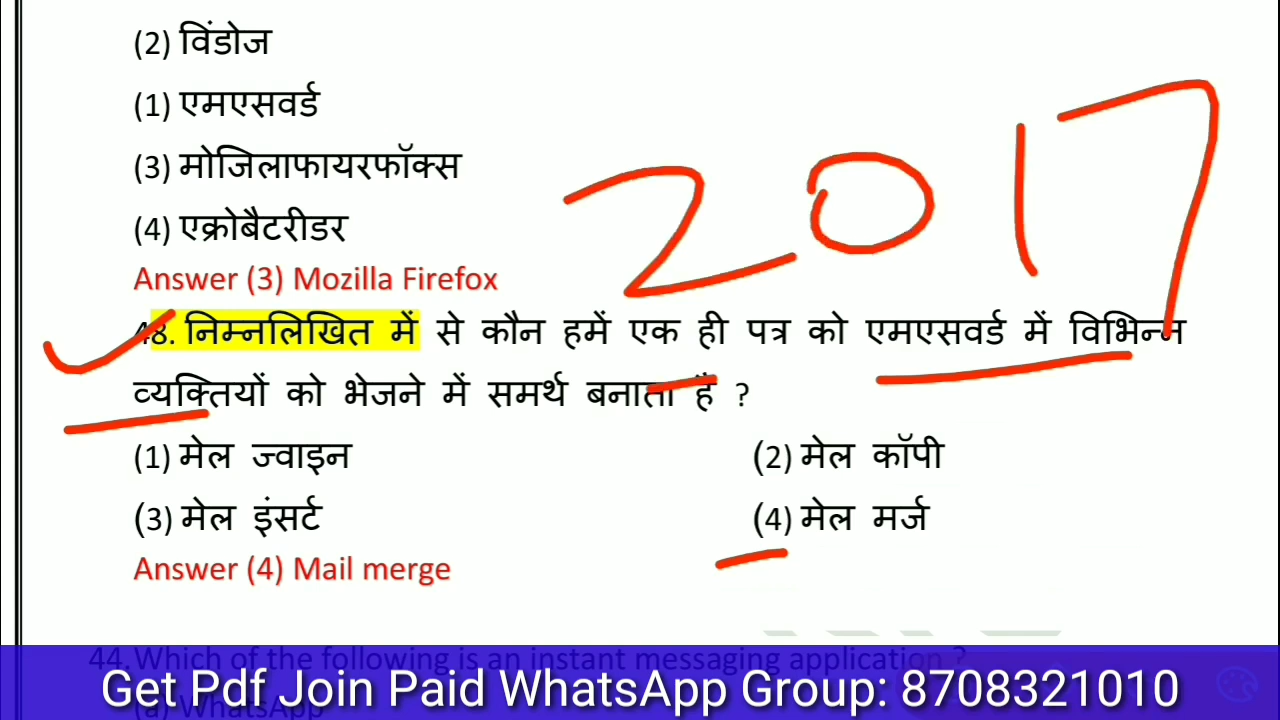 (2) विंडोज
(1) एमएसवर्ड
(3) मोजिलाफायरफॉक्स
(4) एक्रोबैटरीडर
2017
Answer (3) Mozilla Firefox
48. निम्नलिखित में से कौन हमें एक ही पत्र को एमएसवर्ड में विभिन्न
व्यक्तियों को भेजने में समर्थ बनाता है ?
(1) मेल ज्वाइन (2) मेल कॉपी
(3) मेल इंसर्ट (4) मेल मर्ज
Answer (4) Mail merge
44. Which of the following is an instant messaging application ?
Get Pdf Join Paid WhatsApp Group: 8708321010
(a) WhatsApp